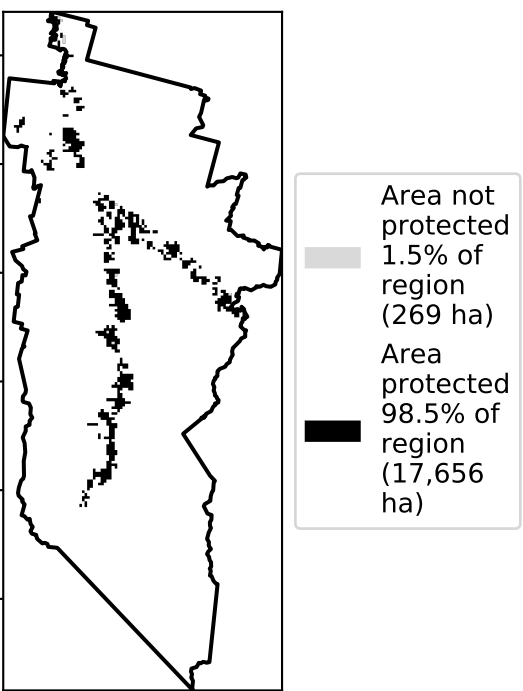 Area not
protected
1.5% of
region
(269 ha)
Area
protected
98.5% of
region
(17,656
ha)